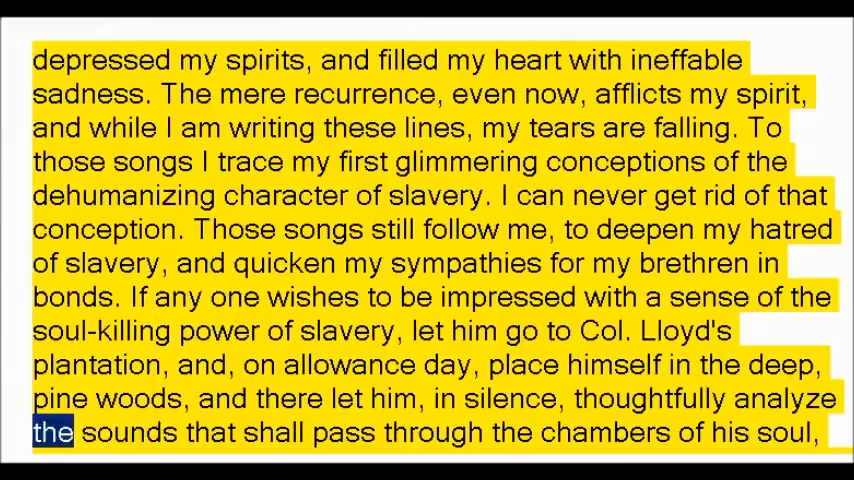 depressed my spirits, and filled my heart with ineffable
sadness. The mere recurrence, even now, afflicts my spirit,
and while I am writing these lines, my tears are falling. To
those songs I trace my first glimmering conceptions of the
dehumanizing character of slavery. I can never get rid of that
conception. Those songs still follow me, to deepen my hatred
of slavery, and quicken my sympathies for my brethren in
bonds. If any one wishes to be impressed with a sense of the
soul-killing power of slavery, let him go to Col. Lloyd's
plantation, and, on allowance day, place himself in the deep,
pine woods, and there let him, in silence, thoughtfully analyze
the sounds that shall pass through the chambers of his soul,